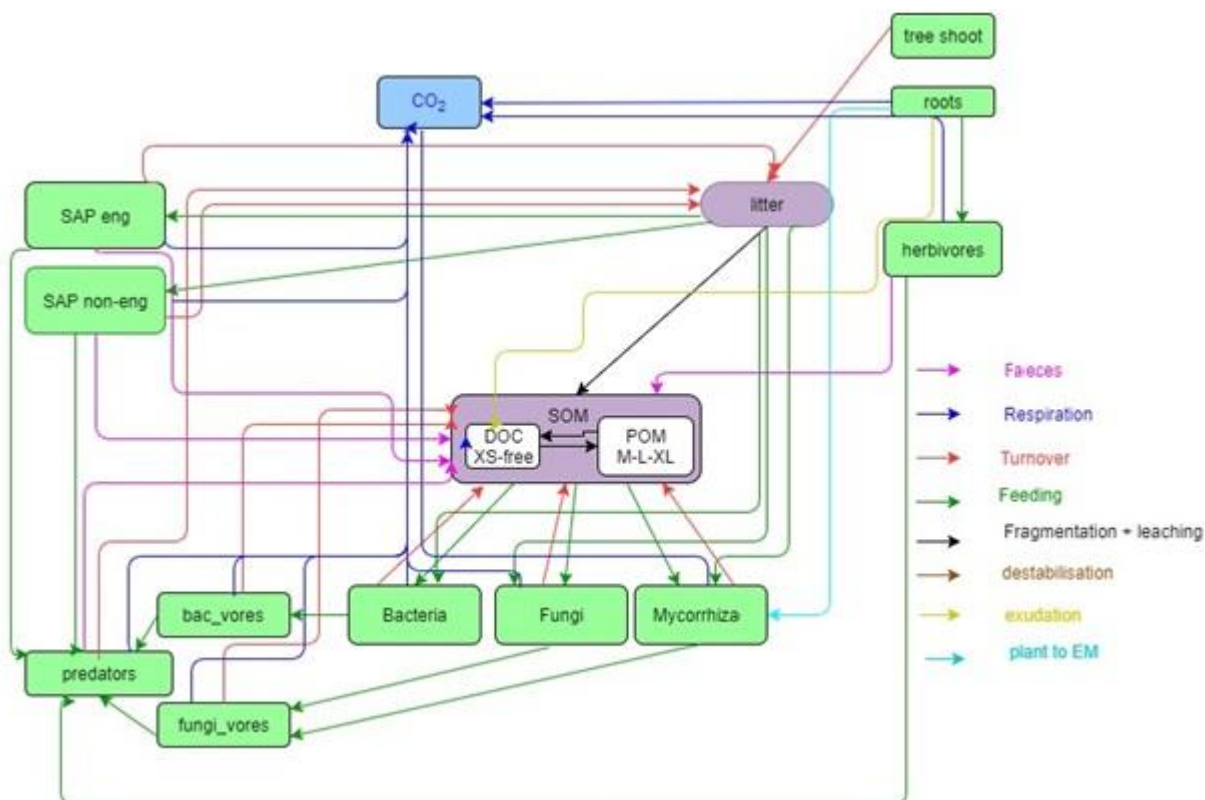 tree shoot
CO₂
roots
SAP eng
litter
herbivores
SAP non-eng
Faeces
Respiration
SOM
DOC
XS-free
POM
M-L-XL
Turnover
Feeding
Fragmentation + leaching
destabilisation
bac_vores
Bacteria
Fungi
Mycorrhiza
exudation
plant to EM
predators
fungi_vores